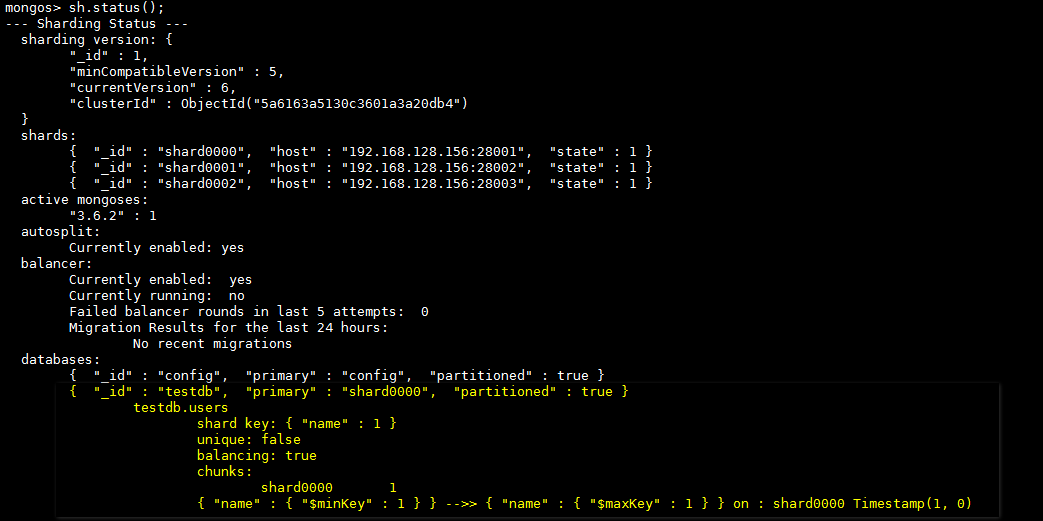 mongos> sh.status();
--- Sharding Status ---
  sharding version: {
        "_id" : 1,
        "minCompatibleVersion" : 5,
        "currentVersion" : 6,
        "clusterId" : ObjectId("5a6163a5130c3601a3a20db4")
  }
  shards:
        {  "_id" : "shard0000",  "host" : "192.168.128.156:28001",  "state" : 1 }
        {  "_id" : "shard0001",  "host" : "192.168.128.156:28002",  "state" : 1 }
        {  "_id" : "shard0002",  "host" : "192.168.128.156:28003",  "state" : 1 }
  active mongoses:
        "3.6.2" : 1
  autosplit:
        Currently enabled: yes
  balancer:
        Currently enabled:  yes
        Currently running:  no
        Failed balancer rounds in last 5 attempts:  0
        Migration Results for the last 24 hours:
                No recent migrations
  databases:
        {  "_id" : "config",  "primary" : "config",  "partitioned" : true }
        {  "_id" : "testdb",  "primary" : "shard0000",  "partitioned" : true }
                testdb.users
                        shard key: { "name" : 1 }
                        unique: false
                        balancing: true
                        chunks:
                                shard0000       1
                        { "name" : { "$minKey" : 1 } } -->> { "name" : { "$maxKey" : 1 } } on : shard0000 Timestamp(1, 0)